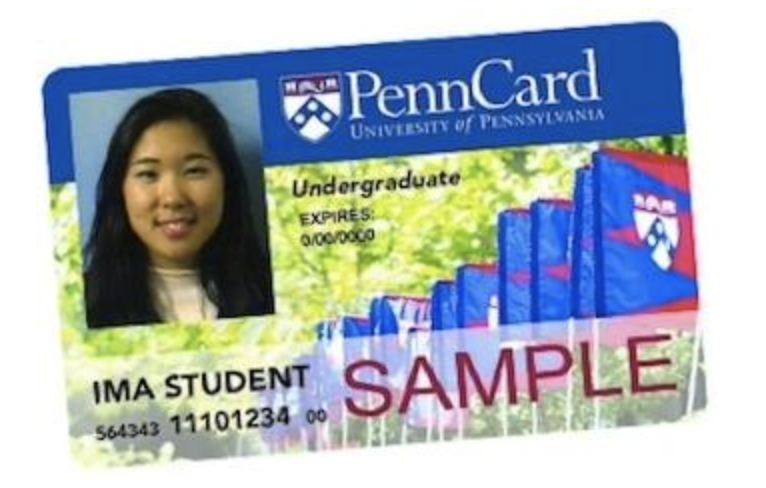 PennCard
UNIVERSITY of PENNSYLVANIA
Undergraduate
EXPIRES:
0/00/0000
IMA STUDENT
564343 11101234 00
SAMPLE